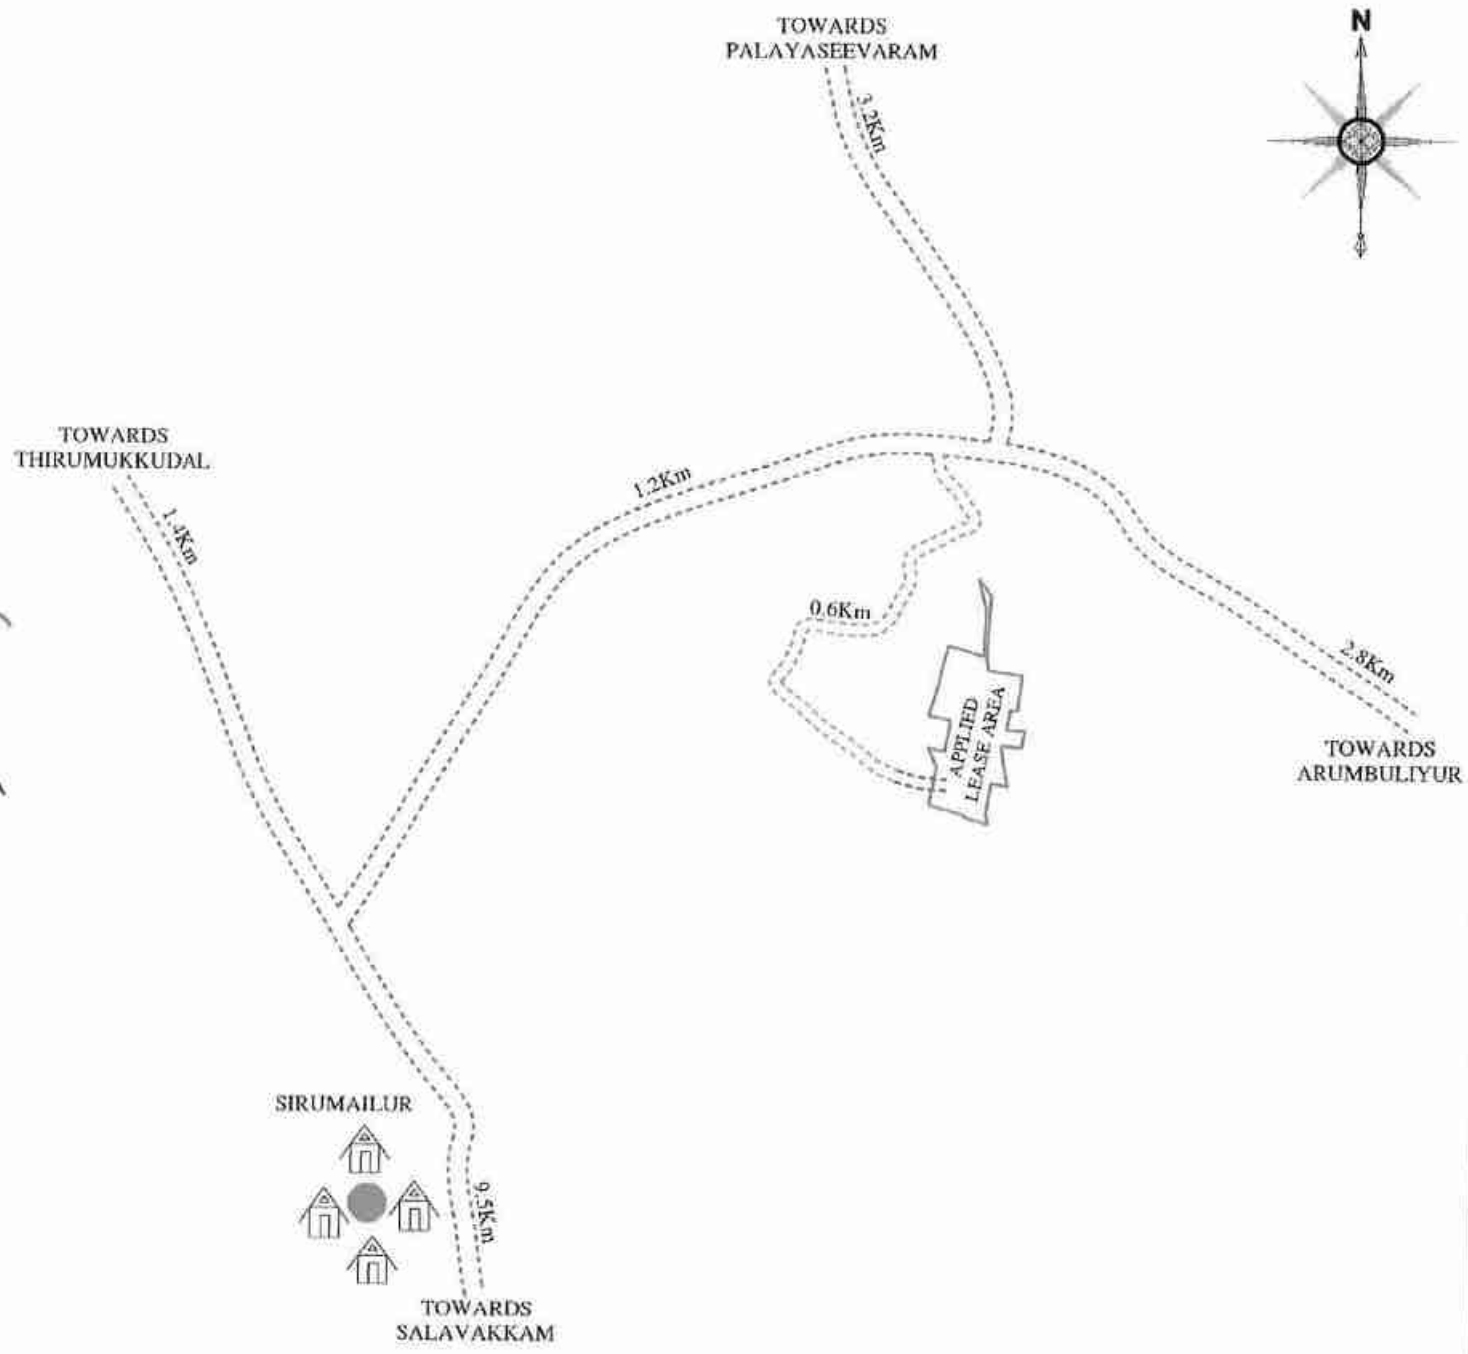 N
TOWARDS
PALAYASEEVARAM
3.2Km
TOWARDS
THIRUMUKKUDAL
1.4Km
1.2Km
0.6Km
APPLIED
LEASE AREA
2.8Km
TOWARDS
ARUMBULIYUR
SIRUMAILUR
9.5Km
TOWARDS
SALAVAKKAM